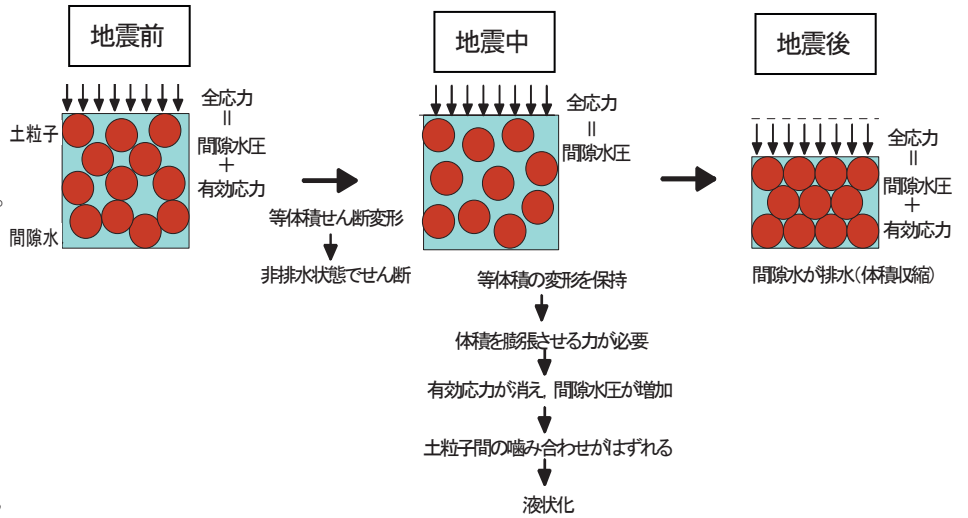 地震前
地震中
地震後
全応力
=
間隙水圧
+
有効応力
土粒子
間隙水
等体積せん断変形
非排水状態でせん断
全応力
=
間隙水圧
等体積の変形を保持
体積を膨張させる力が必要
有効応力が消え, 間隙水圧が増加
土粒子間の噛み合わせがはずれる
液状化
全応力
=
間隙水圧
+
有効応力
間隙水が排水(体積収縮)
。
。